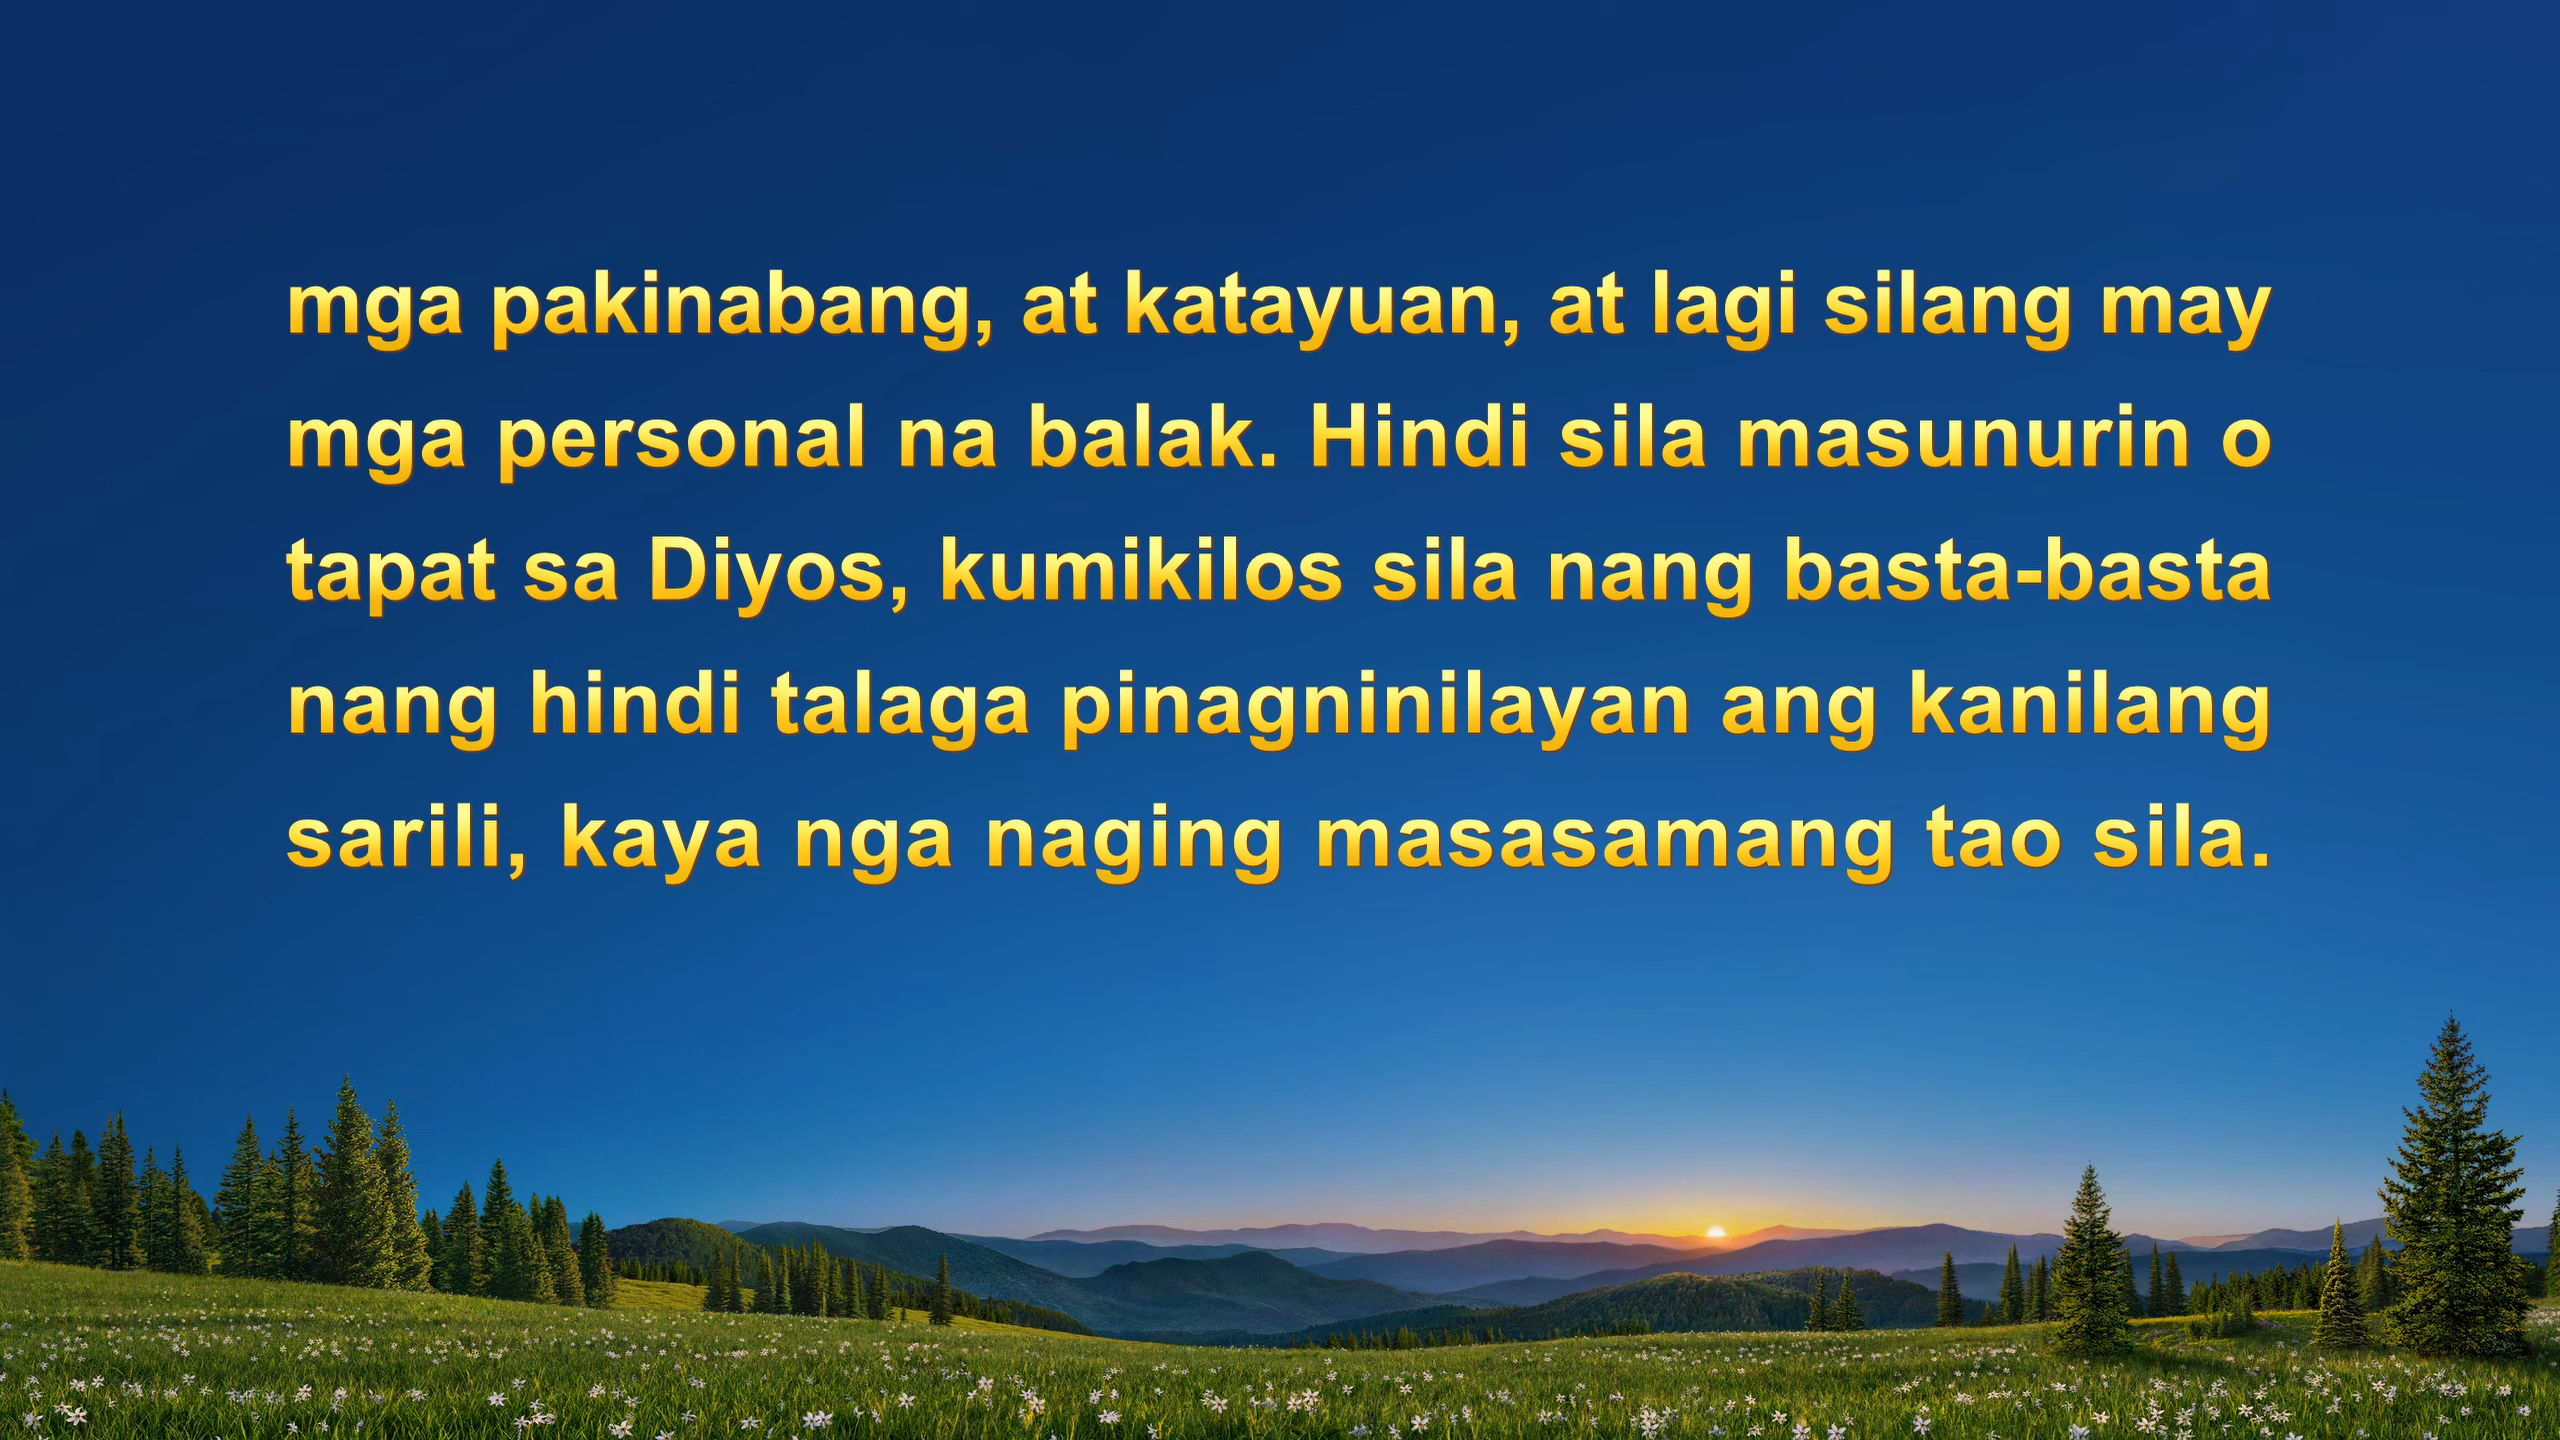 mga pakinabang, at katayuan, at lagi silang may
mga personal na balak. Hindi sila masunurin o
tapat sa Diyos, kumikilos sila nang basta-basta
nang hindi talaga pinagninilayan ang kanilang
sarili, kaya nga naging masasamang tao sila.